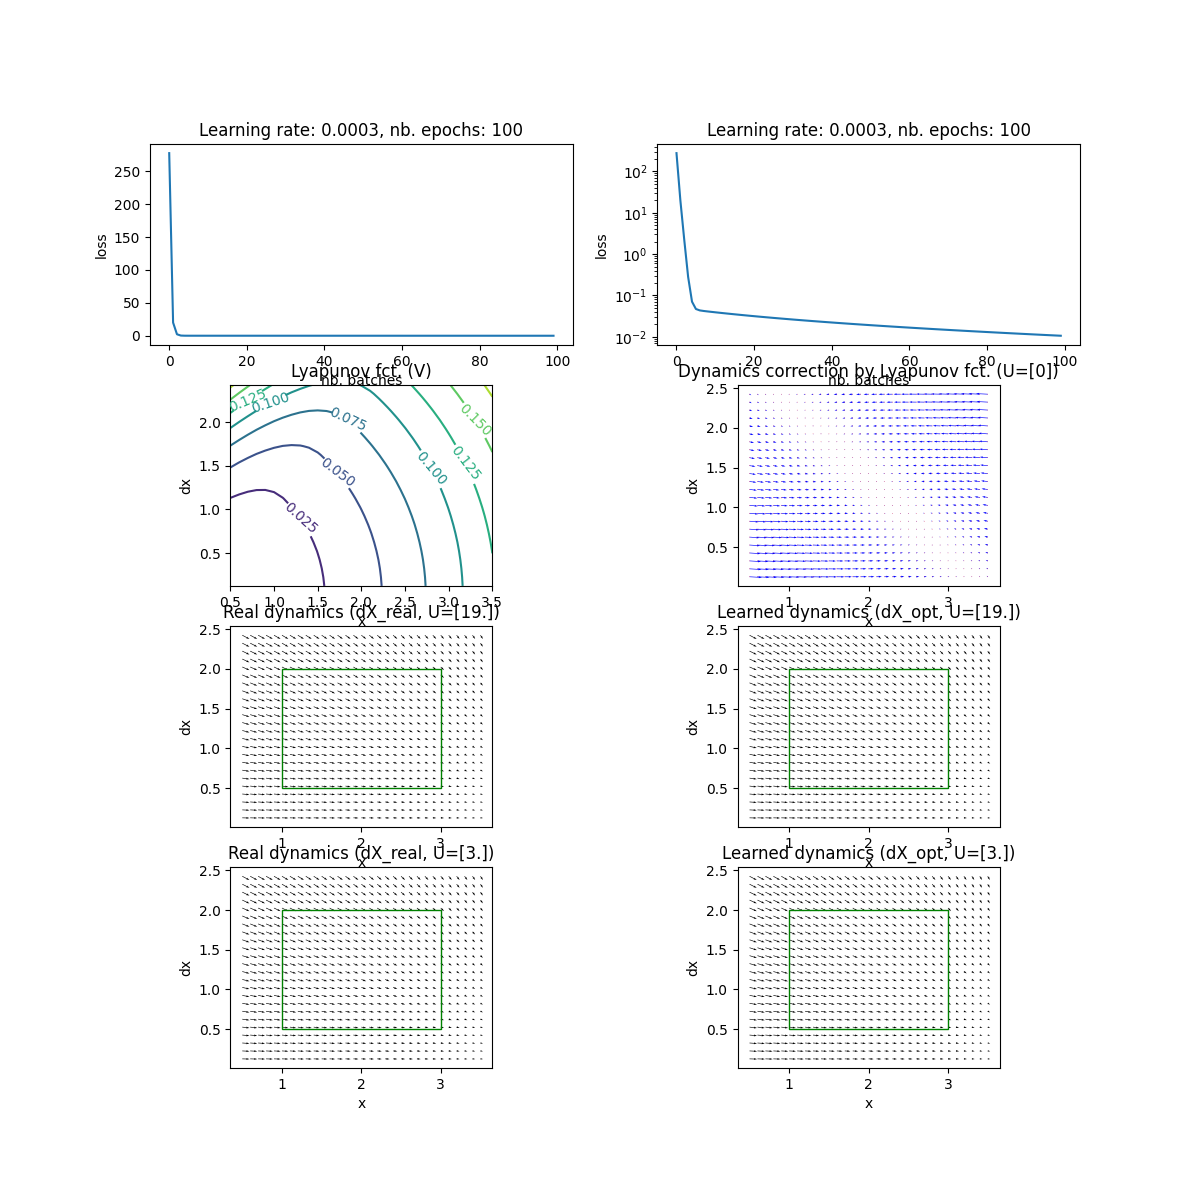 Learning rate: 0.0003, nb. epochs: 100
loss
250
200
150
100
50
0
0 20 40 60 80 100
nb. batches
Learning rate: 0.0003, nb. epochs: 100
loss
10^2
10^1
10^0
10^-1
10^-2
0 20 40 60 80 100
nb. batches
Lyapunov fct. (V)
dx
2.0
1.5
1.0
0.5
0.125
0.100
0.075
0.050
0.025
0.100
0.125
0.150
0.5 1.0 1.5 2.0 2.5 3.0 3.5
x
Dynamics correction by Lyapunov fct. (U=[0])
dx
2.5
2.0
1.5
1.0
0.5
1 2 3
x
Real dynamics (dX_real, U=[19.])
dx
2.5
2.0
1.5
1.0
0.5
1 2 3
x
Learned dynamics (dX_opt, U=[19.])
dx
2.5
2.0
1.5
1.0
0.5
1 2 3
x
Real dynamics (dX_real, U=[3.])
dx
2.5
2.0
1.5
1.0
0.5
1 2 3
x
Learned dynamics (dX_opt, U=[3.])
dx
2.5
2.0
1.5
1.0
0.5
1 2 3
x